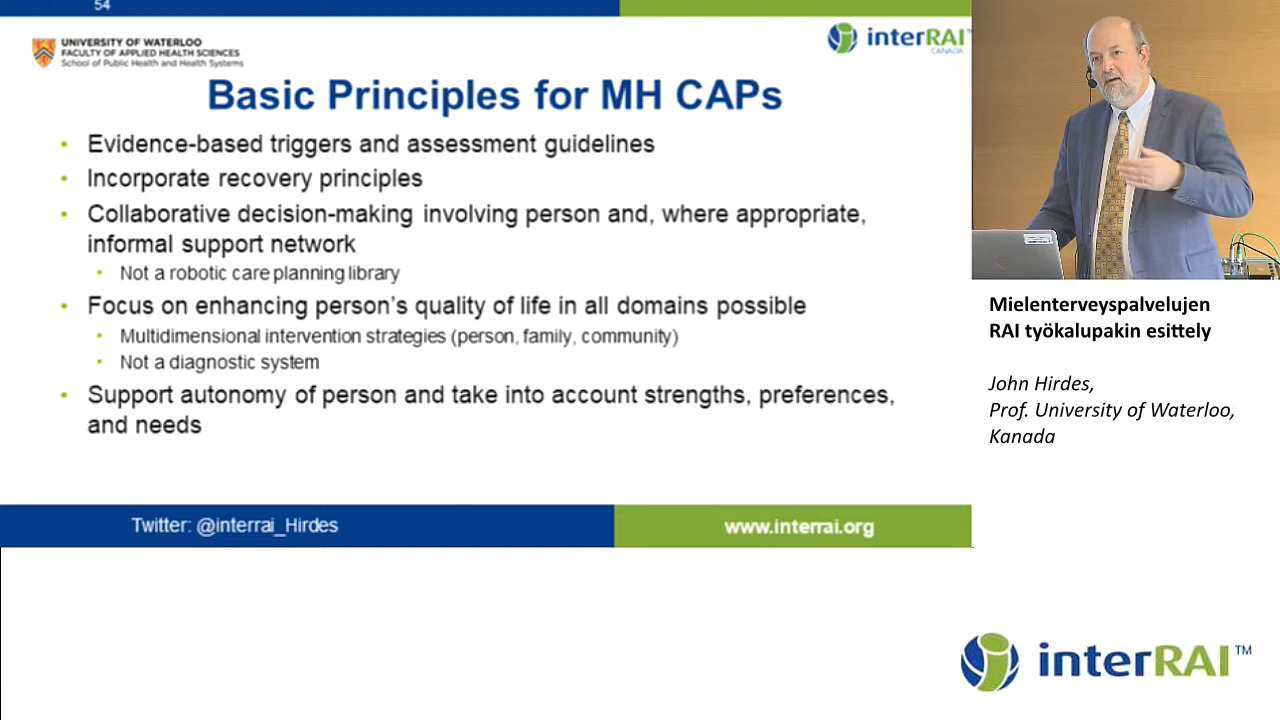 54
UNIVERSITY OF WATERLOO
FACULTY OF APPLIED HEALTH SCIENCES
School of Public Health and Health Systems
interRAI
CANADA
Basic Principles for MH CAPs
• Evidence-based triggers and assessment guidelines
• Incorporate recovery principles
• Collaborative decision-making involving person and, where appropriate,
informal support network
• Not a robotic care planning library
• Focus on enhancing person's quality of life in all domains possible
• Multidimensional intervention strategies (person, family, community)
• Not a diagnostic system
• Support autonomy of person and take into account strengths, preferences,
and needs
Twitter: @interrai_Hirdes
www.interrai.org
Mielenterveyspalvelujen
RAI työkalupakin esittely
John Hirdes,
Prof. University of Waterloo,
Kanada
interRAI™